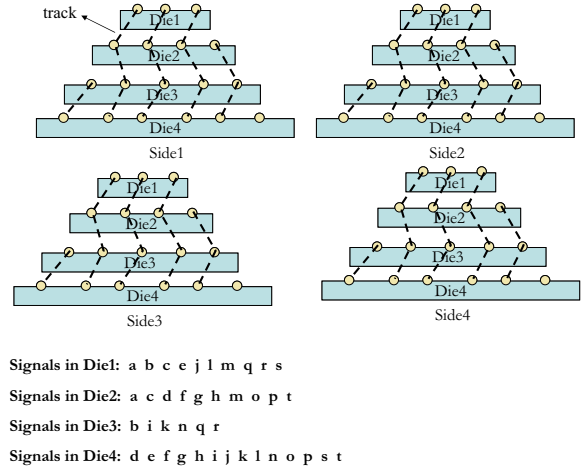 track
Die1
Die2
Die3
Die4
Side1
Die1
Die2
Die3
Die4
Side2
Die1
Die2
Die3
Die4
Side3
Die1
Die2
Die3
Die4
Side4
Signals in Die1: a b c e j l m q r s
Signals in Die2: a c d f g h m o p t
Signals in Die3: b i k n q r
Signals in Die4: d e f g h i j k l n o p s t